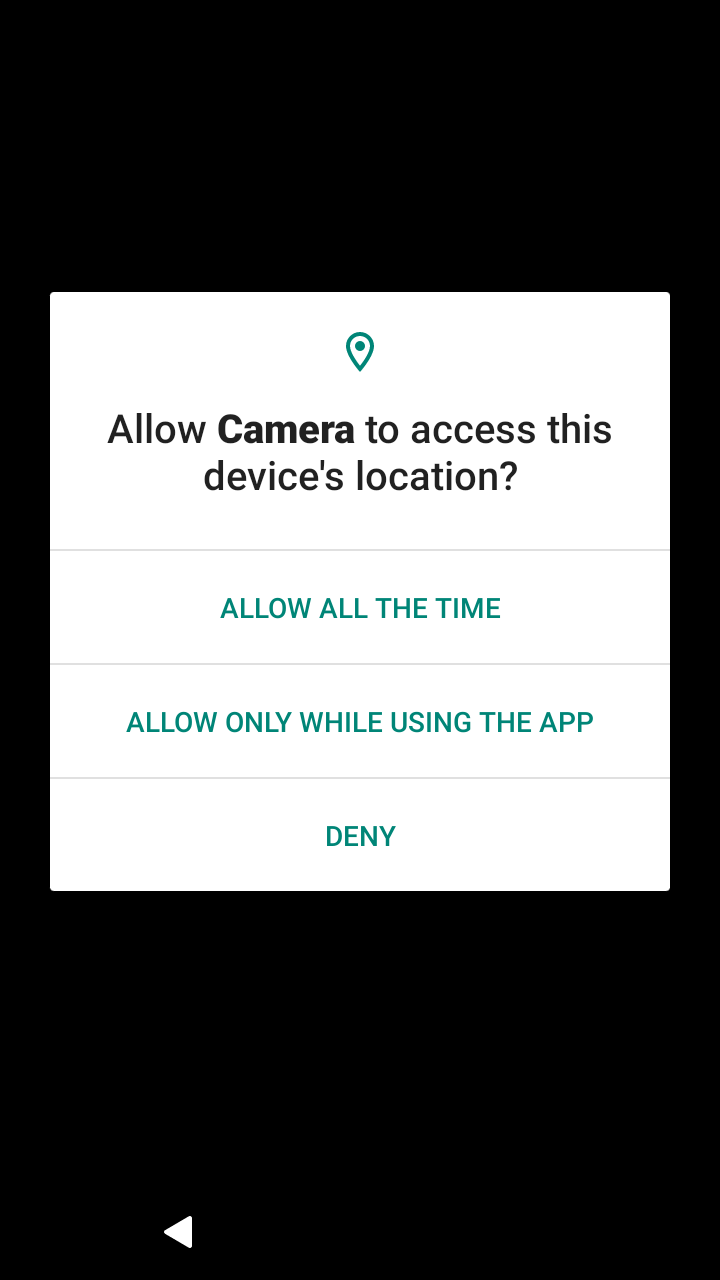 Allow Camera to access this
device's location?
ALLOW ALL THE TIME
ALLOW ONLY WHILE USING THE APP
DENY